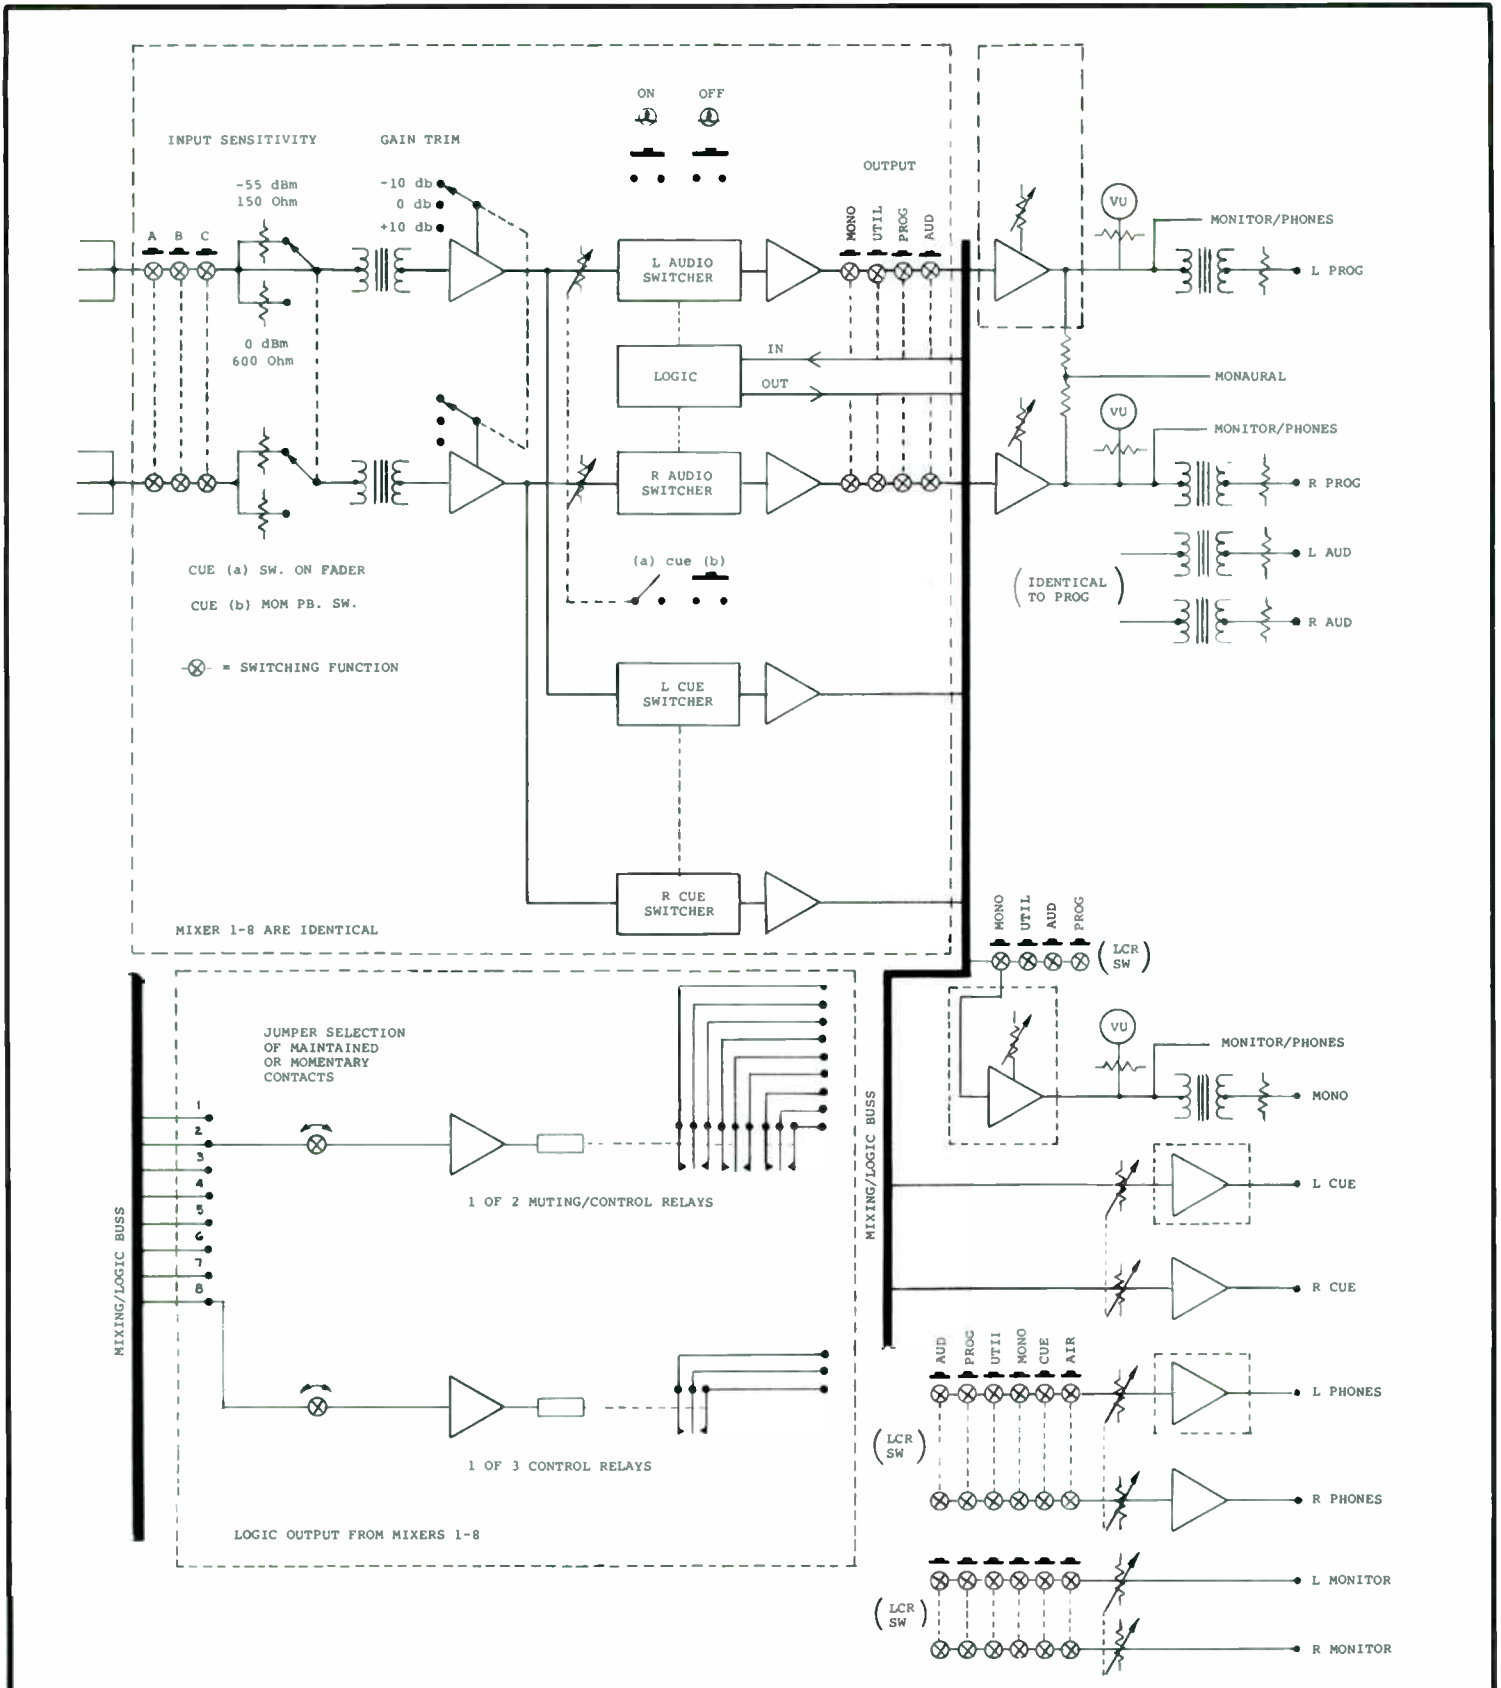 ON OFF
INPUT SENSITIVITY
GAIN TRIM
OUTPUT
-55 dBm
150 Ohm
-10 db
0 db
+10 db
A B C
MONO
UTIL
PROG
AUD
VU
MONITOR/PHONES
L AUDIO
SWITCHER
L PROG
0 dBm
600 Ohm
LOGIC
IN
OUT
MONAURAL
VU
MONITOR/PHONES
R AUDIO
SWITCHER
R PROG
(a) cue (b)
L AUD
(IDENTICAL
TO PROG)
R AUD
CUE (a) SW. ON FADER
CUE (b) MOM PB. SW.
= SWITCHING FUNCTION
L CUE
SWITCHER
R CUE
SWITCHER
MIXER 1-8 ARE IDENTICAL
MONO
UTIL
AUD
PROG
(LCR
SW)
JUMPER SELECTION
OF MAINTAINED
OR MOMENTARY
CONTACTS
VU
MONITOR/PHONES
MONO
MIXING/LOGIC BUSS
MIXING/LOGIC BUSS
1
2
3
4
5
6
7
8
1 OF 2 MUTING/CONTROL RELAYS
L CUE
R CUE
AUD
PROG
UTII
MONO
CUE
AIR
L PHONES
(LCR
SW)
R PHONES
1 OF 3 CONTROL RELAYS
LOGIC OUTPUT FROM MIXERS 1-8
L MONITOR
(LCR
SW)
R MONITOR